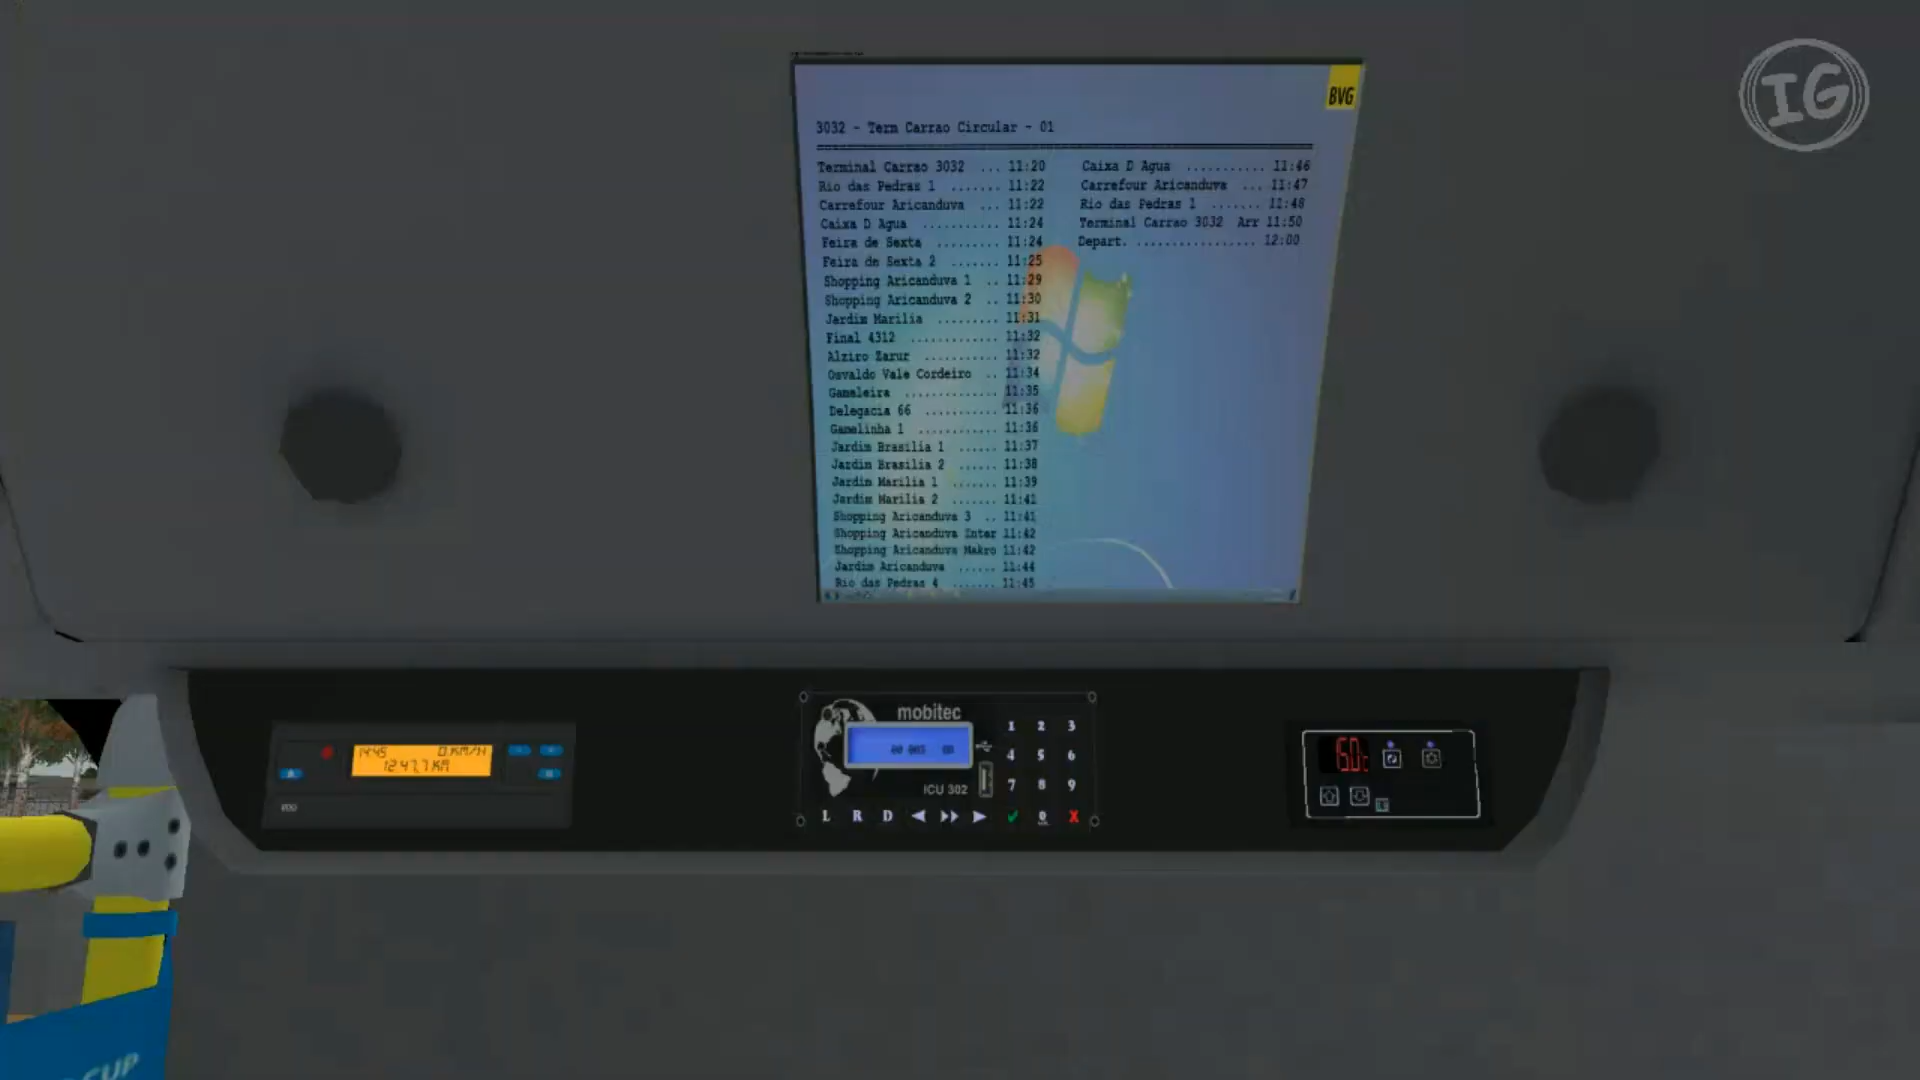 IG
BVG
3032 - Term Carrao Circular - 01
Terminal Carrao 3032 ... 11:20
Rio das Pedras 1 ....... 11:22
Carrefour Aricanduva ... 11:22
Caixa D Agua ........... 11:24
Feira de Sexta ......... 11:24
Feira de Sexta 2 ....... 11:25
Shopping Aricanduva 1 .. 11:29
Shopping Aricanduva 2 .. 11:30
Jardim Marilia ......... 11:31
Final 4312 ............. 11:32
Alziro Zarur ........... 11:32
Osvaldo Vale Cordeiro .. 11:34
Gameleira ............. 11:35
Delegacia 66 ........... 11:36
Gamelinha 1 ............ 11:36
Jardim Brasilia 1 ...... 11:37
Jardim Brasilia 2 ...... 11:38
Jardim Marilia 1 ....... 11:39
Jardim Marilia 2 ....... 11:41
Shopping Aricanduva 3 .. 11:41
Shopping Aricanduva Inter 11:42
Shopping Aricanduva Makro 11:42
Jardim Aricanduva ...... 11:44
Rio das Pedras 4 ....... 11:45
Caixa D Agua ........... 11:46
Carrefour Aricanduva ... 11:47
Rio das Pedras 1 ....... 11:48
Terminal Carrao 3032 Arr 11:50
Depart. ................ 12:00
14:45 0 KM/H
1247,7 KM
mobitec
ICU 302
1 2 3
4 5 6
7 8 9
L R D 0 X
CUP